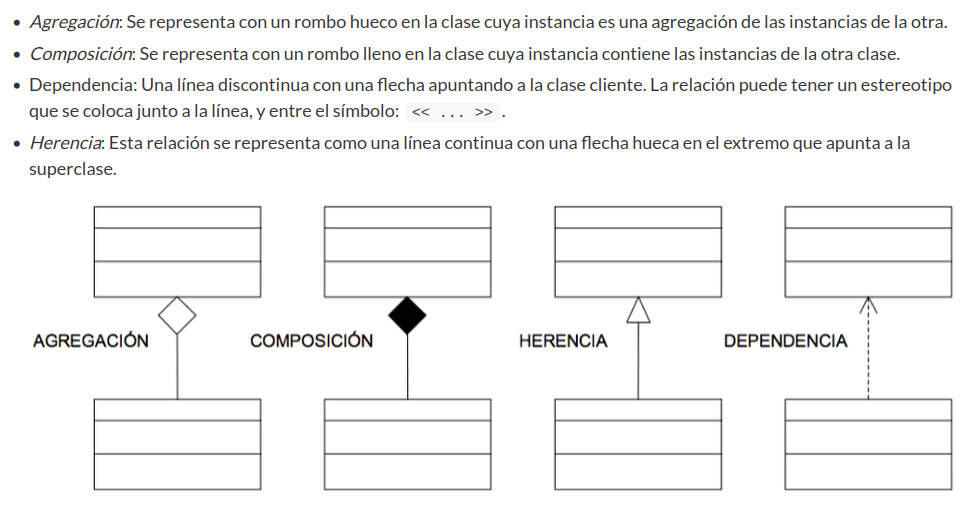 • Agregación: Se representa con un rombo hueco en la clase cuya instancia es una agregación de las instancias de la otra.
• Composición: Se representa con un rombo lleno en la clase cuya instancia contiene las instancias de la otra clase.
• Dependencia: Una línea discontinua con una flecha apuntando a la clase cliente. La relación puede tener un estereotipo
que se coloca junto a la línea, y entre el símbolo: << ... >> .
• Herencia: Esta relación se representa como una línea continua con una flecha hueca en el extremo que apunta a la
superclase.
AGREGACIÓN COMPOSICIÓN HERENCIA DEPENDENCIA